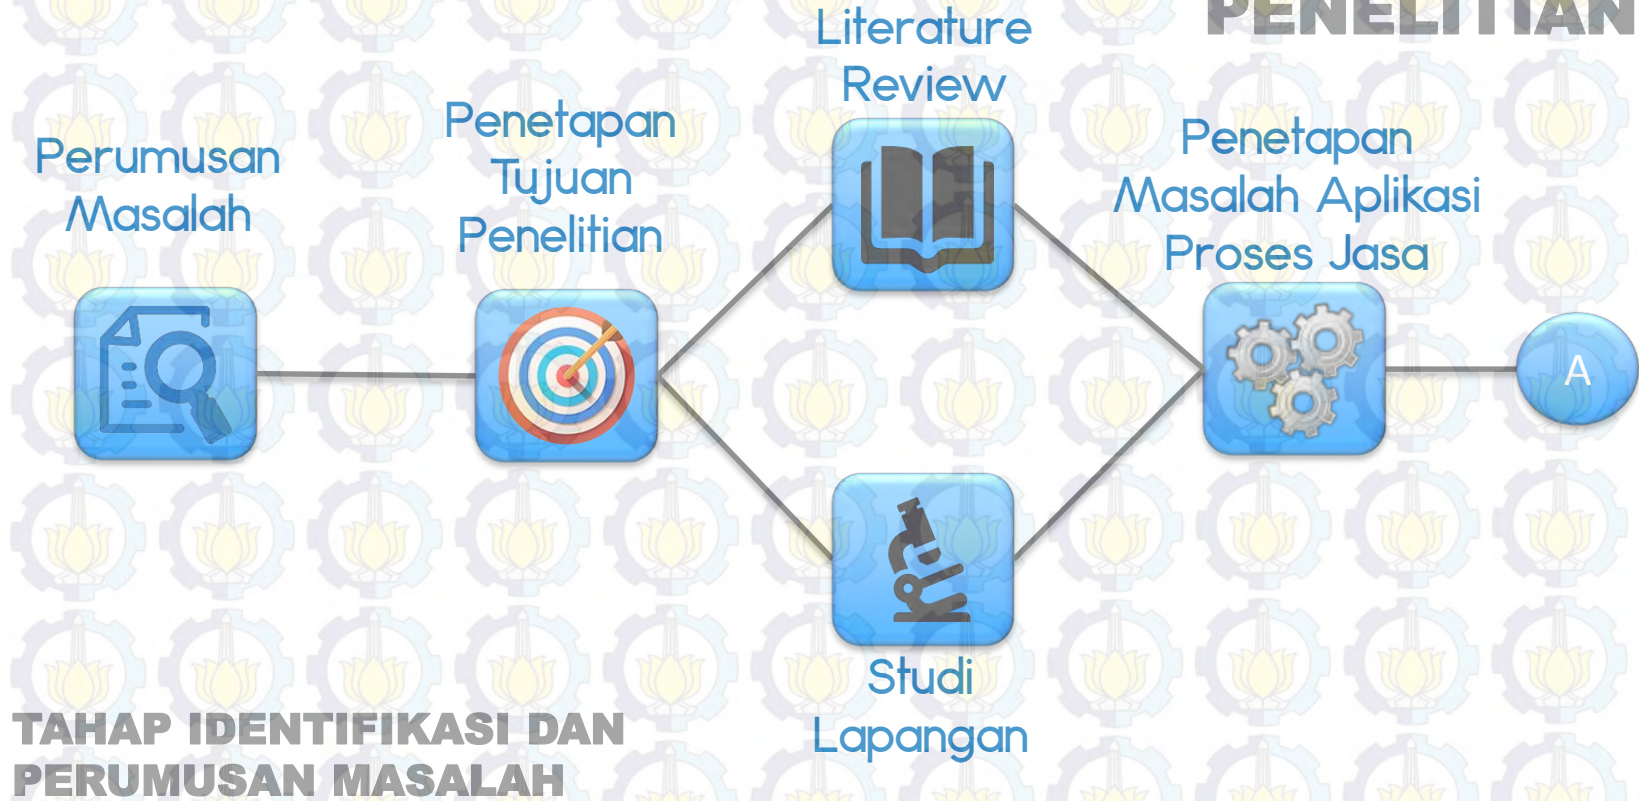 PENELITIAN
Perumusan
Masalah
Penetapan
Tujuan
Penelitian
Literature
Review
Studi
Lapangan
Penetapan
Masalah Aplikasi
Proses Jasa
A
TAHAP IDENTIFIKASI DAN
PERUMUSAN MASALAH